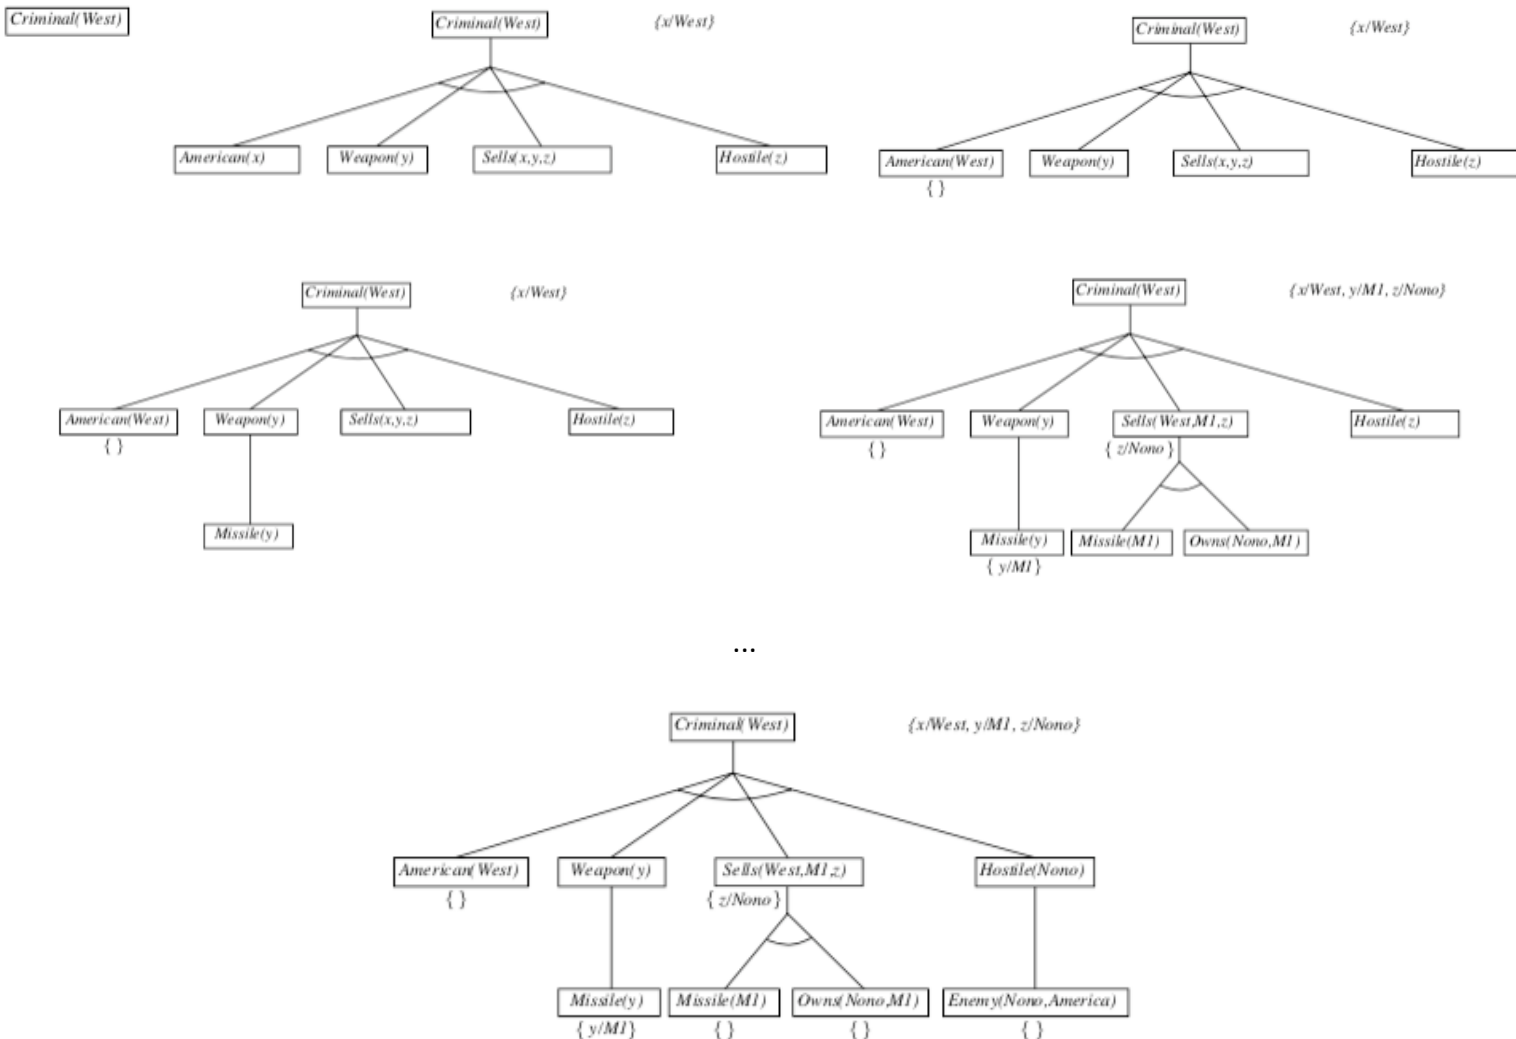 Criminal(West)
Criminal(West) {x/West}
American(x) Weapon(y) Sells(x,y,z) Hostile(z)
Criminal(West) {x/West}
American(West) Weapon(y) Sells(x,y,z) Hostile(z)
{ }
Criminal(West) {x/West}
American(West) Weapon(y) Sells(x,y,z) Hostile(z)
{ }
Missile(y)
Criminal(West) {x/West, y/M1, z/Nono}
American(West) Weapon(y) Sells(West,M1,z) Hostile(z)
{ } { z/Nono }
Missile(y) Missile(M1) Owns(Nono,M1)
{ y/M1}
...
Criminal(West) {x/West, y/M1, z/Nono}
American(West) Weapon(y) Sells(West,M1,z) Hostile(Nono)
{ } { z/Nono }
Missile(y) Missile(M1) Owns(Nono,M1) Enemy(Nono,America)
{ y/M1} { } { } { }